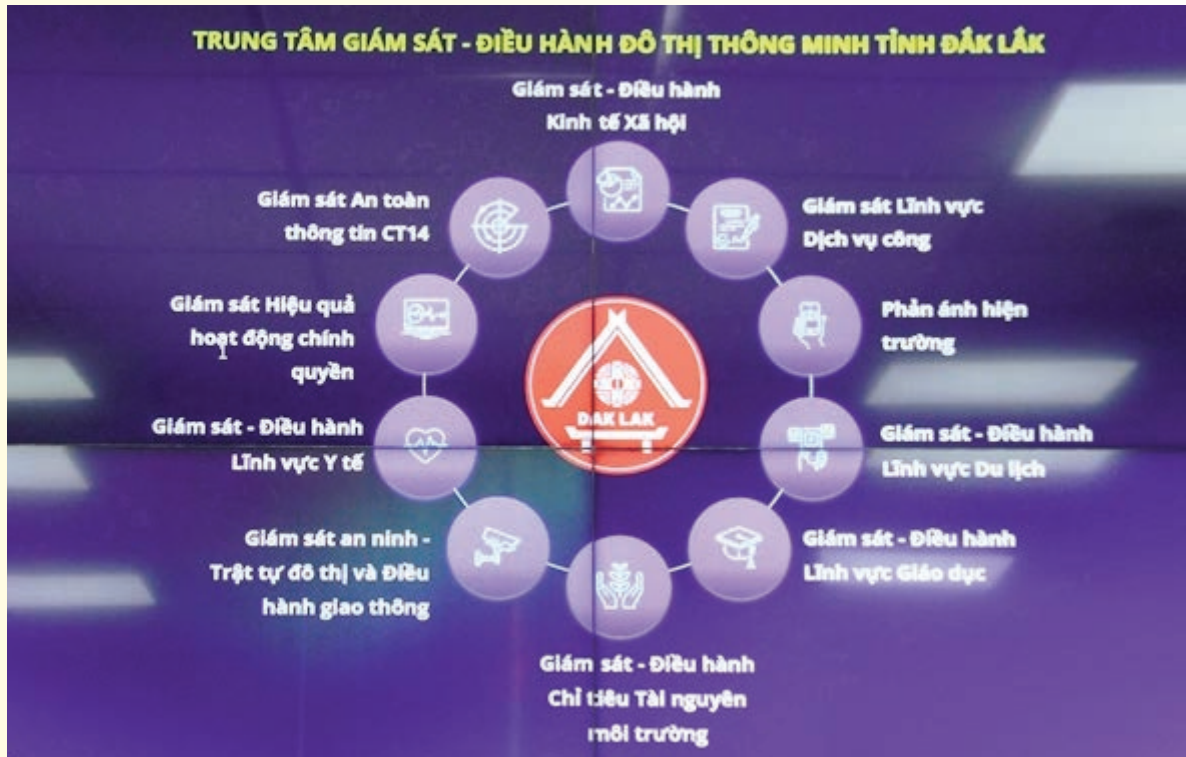 TRUNG TÂM GIÁM SÁT - ĐIỀU HÀNH ĐÔ THỊ THÔNG MINH TỈNH ĐẮK LẮK
Giám sát - Điều hành
Kinh tế Xã hội
Giám sát Lĩnh vực
Dịch vụ công
Phản ánh hiện
trường
Giám sát - Điều hành
Lĩnh vực Du lịch
Giám sát - Điều hành
Lĩnh vực Giáo dục
Giám sát - Điều hành
Chỉ tiêu Tài nguyên
môi trường
Giám sát an ninh -
Trật tự đô thị và Điều
hành giao thông
Giám sát - Điều hành
Lĩnh vực Y tế
Giám sát Hiệu quả
hoạt động chính
quyền
Giám sát An toàn
thông tin CT14
DAK LAK